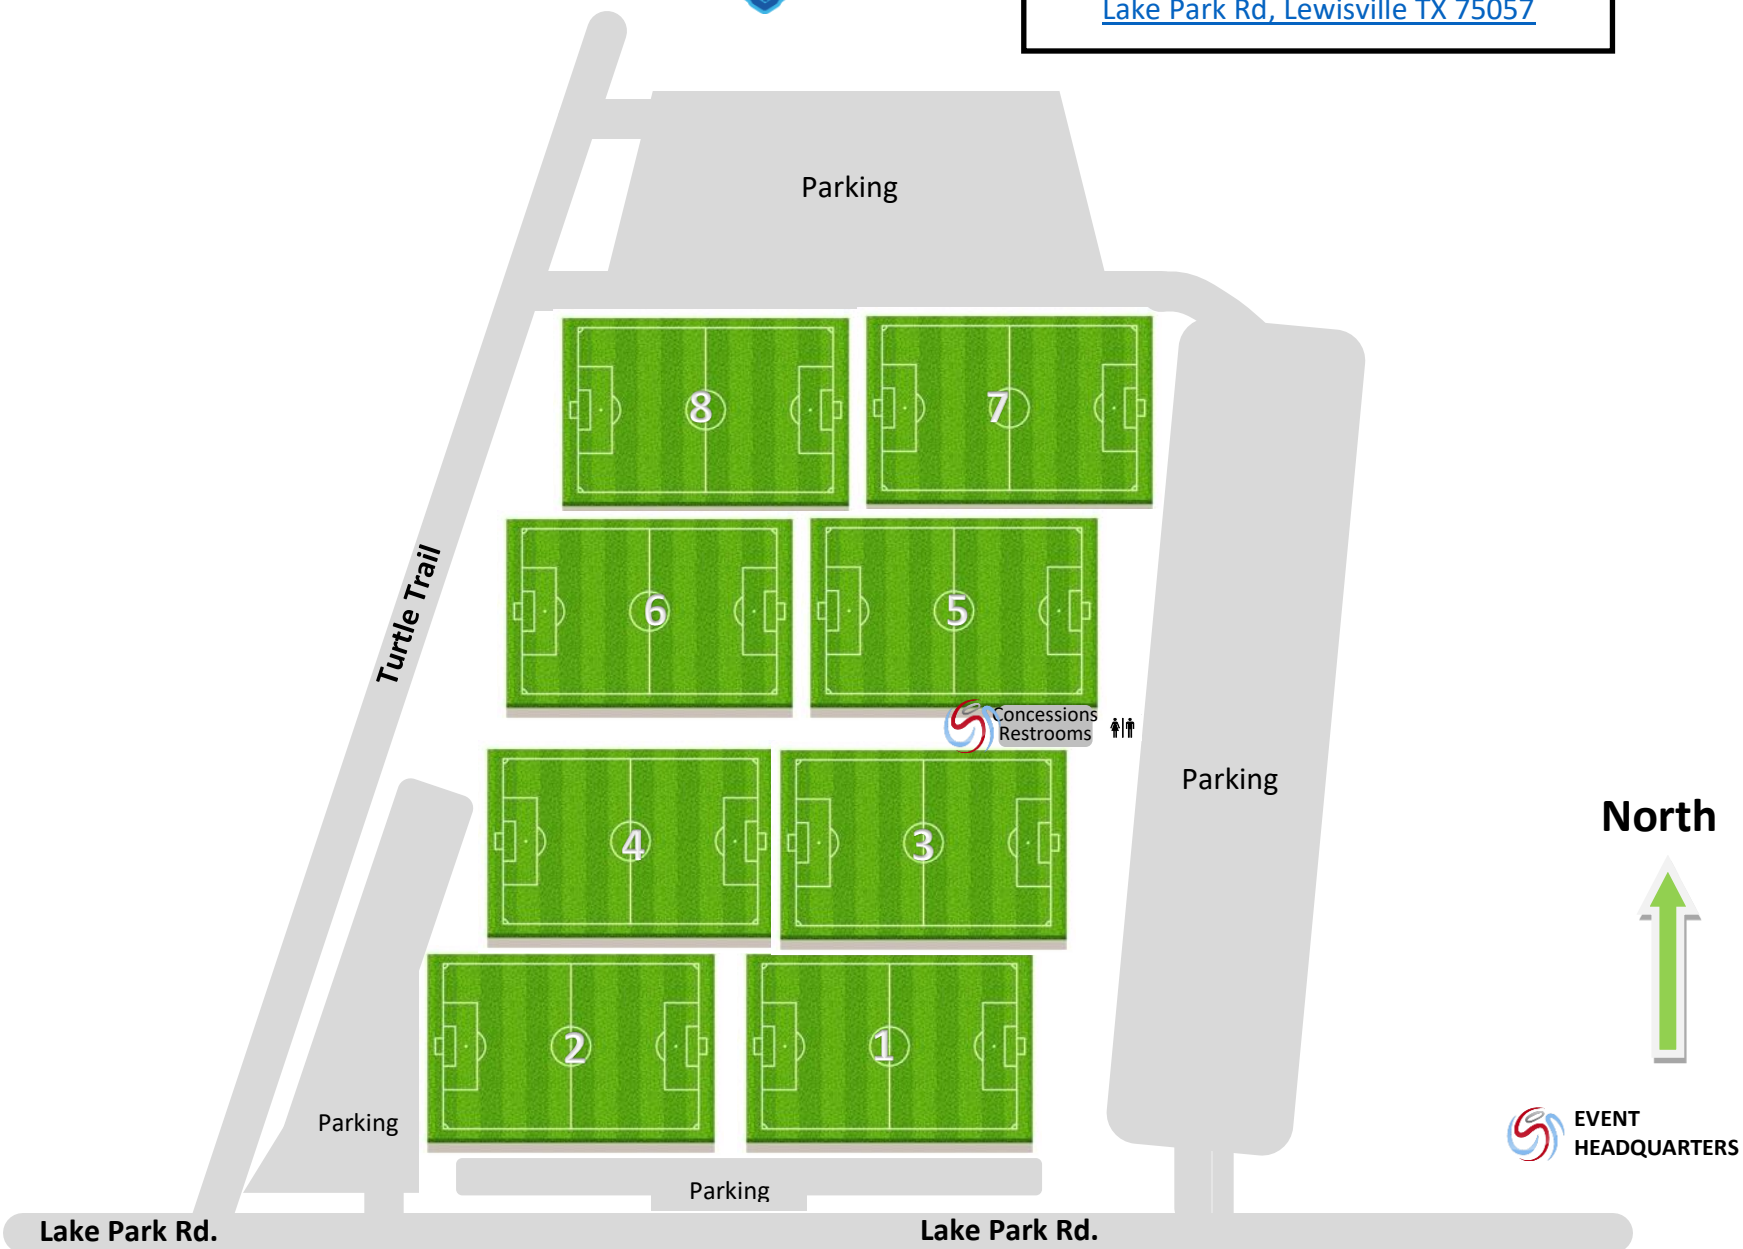 Lake Park Rd, Lewisville TX 75057
Parking
8
7
Turtle Trail
6
5
Concessions
Restrooms
Parking
North
4
3
2
1
Parking
EVENT
HEADQUARTERS
Parking
Lake Park Rd.
Lake Park Rd.